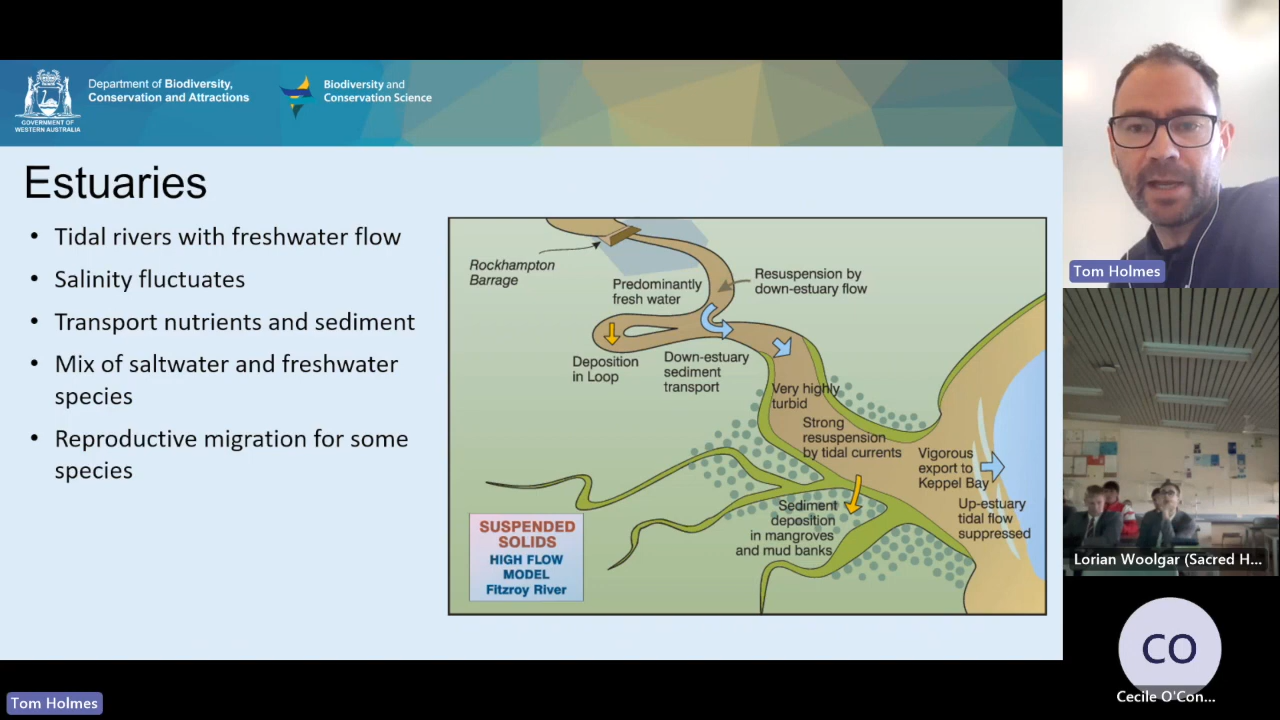 Department of Biodiversity,
Conservation and Attractions
GOVERNMENT OF
WESTERN AUSTRALIA
Biodiversity and
Conservation Science
Estuaries
• Tidal rivers with freshwater flow
• Salinity fluctuates
• Transport nutrients and sediment
• Mix of saltwater and freshwater
species
• Reproductive migration for some
species
Rockhampton
Barrage
Predominantly
fresh water
Resuspension by
down-estuary flow
Deposition
in Loop
Down-estuary
sediment
transport
Very highly
turbid
Strong
resuspension
by tidal currents
Vigorous
export to
Keppel Bay
Up-estuary
tidal flow
suppressed
Sediment
deposition
in mangroves
and mud banks
SUSPENDED
SOLIDS
HIGH FLOW
MODEL
Fitzroy River
Tom Holmes
Lorian Woolgar (Sacred H...
CO
Cecile O'Con...
Tom Holmes